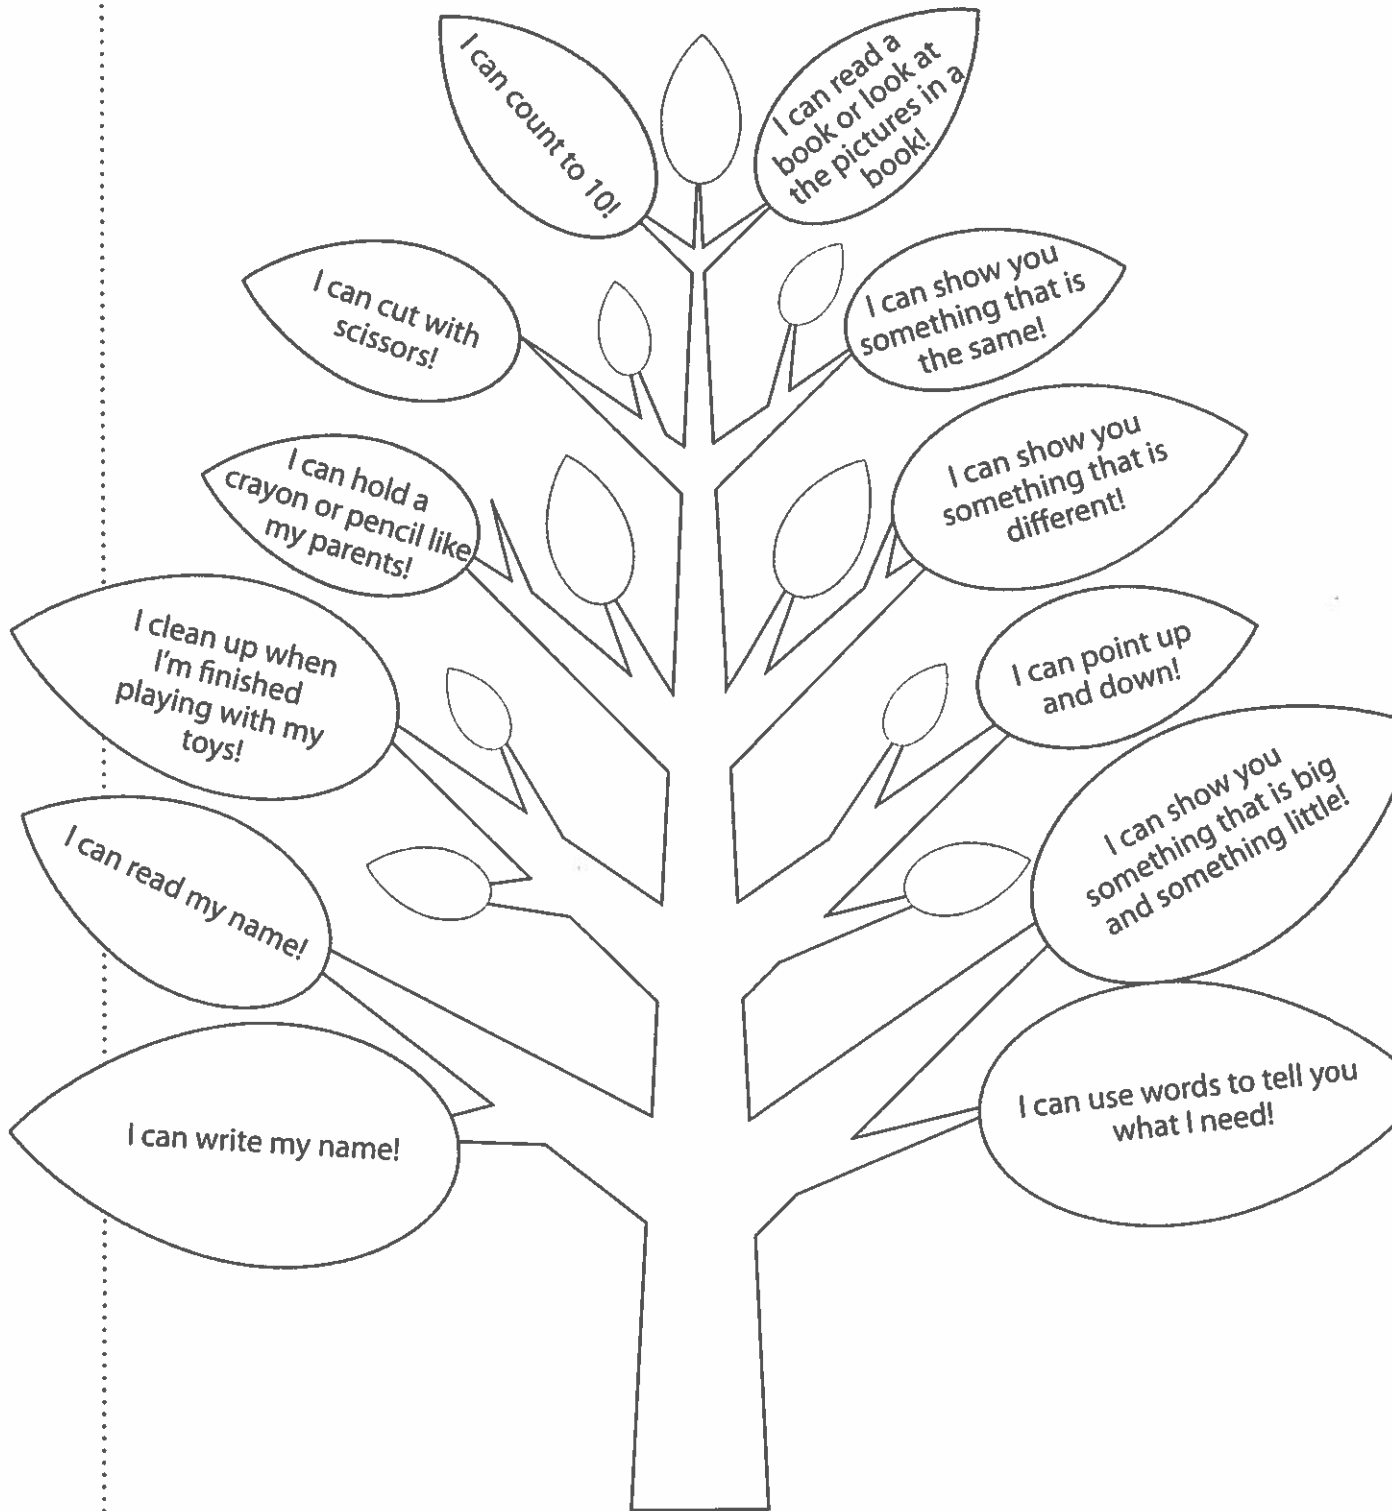 I can count to 10!
I can read a
book or look at
the pictures in a
book!
I can cut with
scissors!
I can show you
something that is
the same!
I can hold a
crayon or pencil like
my parents!
I can show you
something that is
different!
I clean up when
I'm finished
playing with my
toys!
I can point up
and down!
I can read my name!
I can show you
something that is big
and something little!
I can write my name!
I can use words to tell you
what I need!